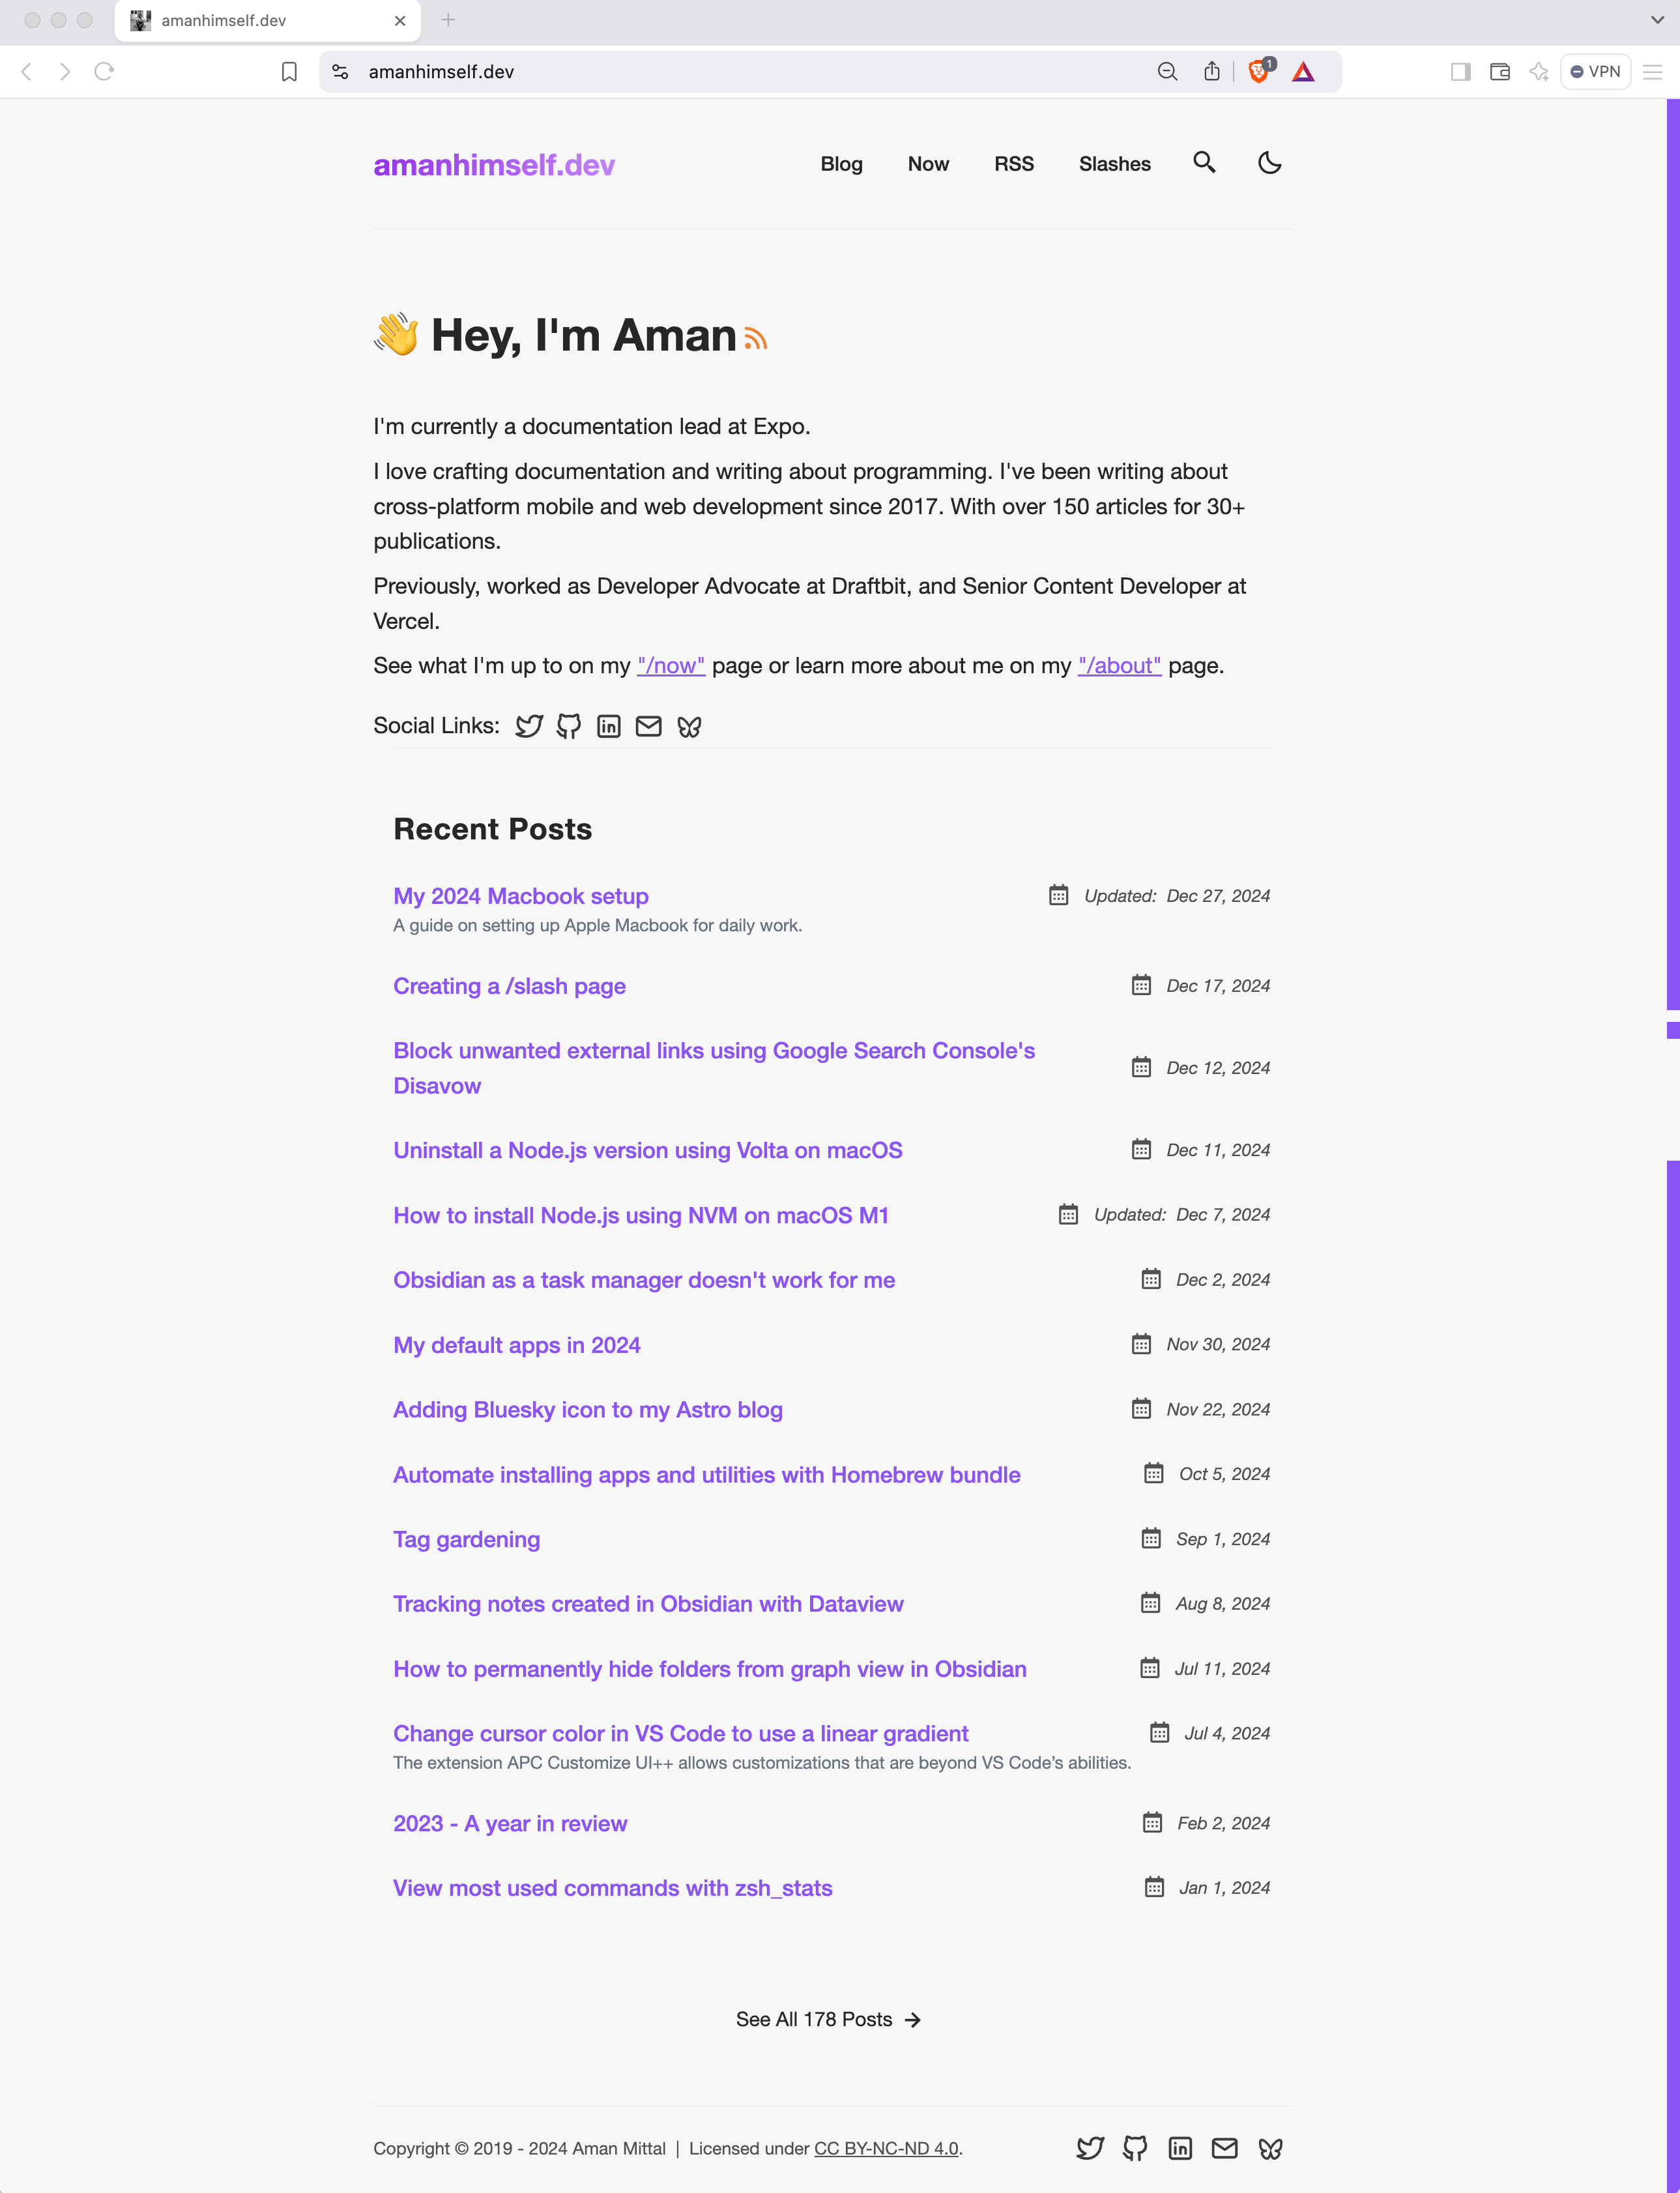 amanhimself.dev
amanhimself.dev
1
VPN
amanhimself.dev
Blog Now RSS Slashes
👋 Hey, I'm Aman
I'm currently a documentation lead at Expo.
I love crafting documentation and writing about programming. I've been writing about
cross-platform mobile and web development since 2017. With over 150 articles for 30+
publications.
Previously, worked as Developer Advocate at Draftbit, and Senior Content Developer at
Vercel.
See what I'm up to on my "/now" page or learn more about me on my "/about" page.
Social Links:
Recent Posts
My 2024 Macbook setup Updated: Dec 27, 2024
A guide on setting up Apple Macbook for daily work.
Creating a /slash page Dec 17, 2024
Block unwanted external links using Google Search Console's
Disavow Dec 12, 2024
Uninstall a Node.js version using Volta on macOS Dec 11, 2024
How to install Node.js using NVM on macOS M1 Updated: Dec 7, 2024
Obsidian as a task manager doesn't work for me Dec 2, 2024
My default apps in 2024 Nov 30, 2024
Adding Bluesky icon to my Astro blog Nov 22, 2024
Automate installing apps and utilities with Homebrew bundle Oct 5, 2024
Tag gardening Sep 1, 2024
Tracking notes created in Obsidian with Dataview Aug 8, 2024
How to permanently hide folders from graph view in Obsidian Jul 11, 2024
Change cursor color in VS Code to use a linear gradient Jul 4, 2024
The extension APC Customize UI++ allows customizations that are beyond VS Code’s abilities.
2023 - A year in review Feb 2, 2024
View most used commands with zsh_stats Jan 1, 2024
See All 178 Posts →
Copyright © 2019 - 2024 Aman Mittal | Licensed under CC BY-NC-ND 4.0.